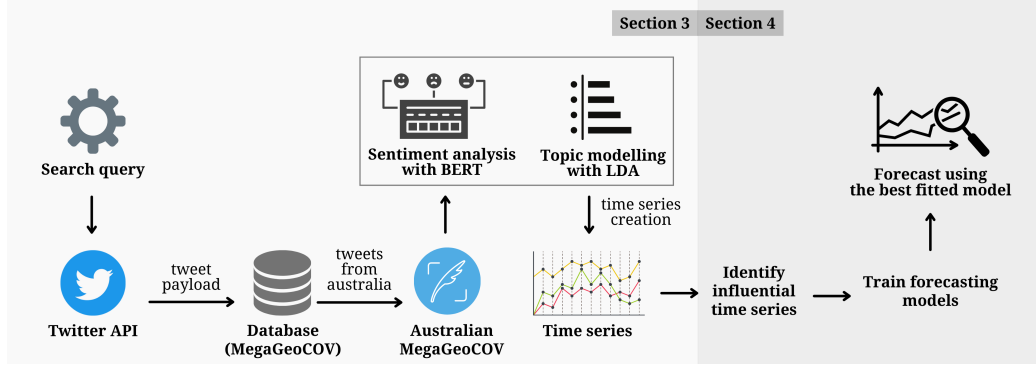 Section 3 Section 4
Search query
Sentiment analysis
with BERT
Topic modelling
with LDA
Forecast using
the best fitted model
time series
creation
tweet
payload
tweets
from
australia
Twitter API
Database
(MegaGeoCOV)
Australian
MegaGeoCOV
Time series
Identify
influential
time series
Train forecasting
models